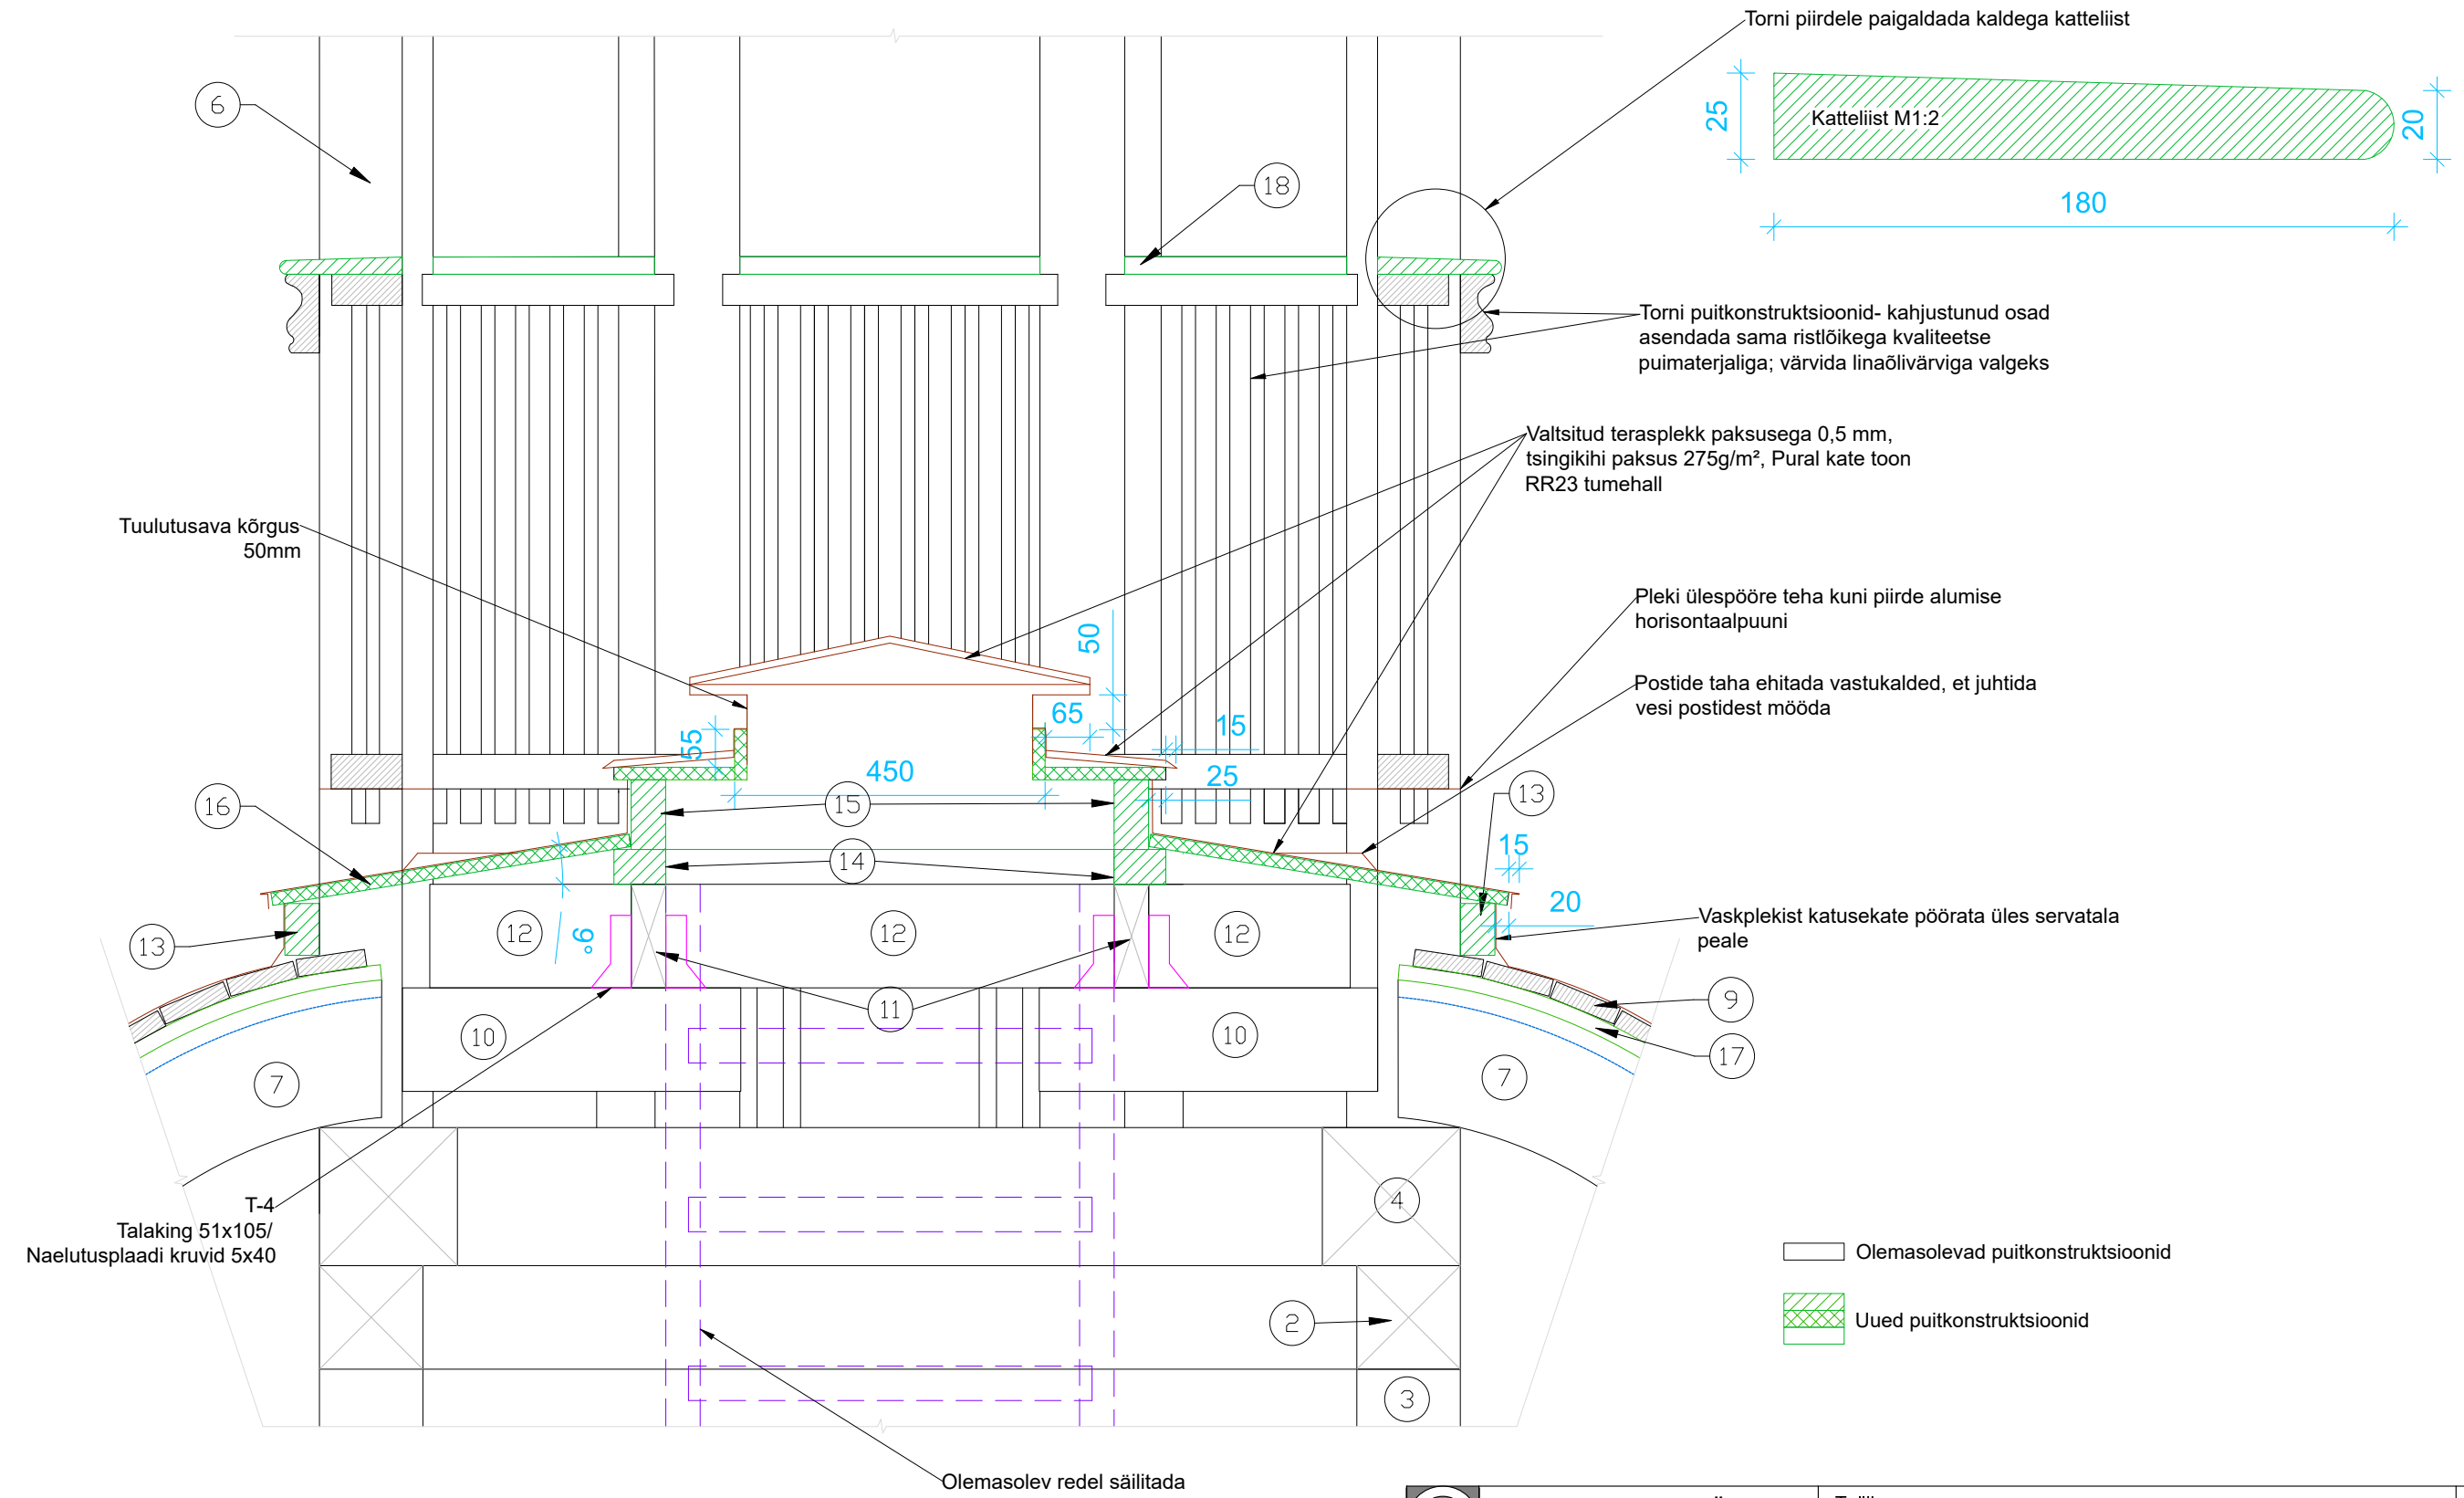 Torni piirdele paigaldada kaldega katteliist
25
Katteliist M1:2
20
180
6
18
Torni puitkonstruktsioonid- kahjustunud osad
asendada sama ristlõikega kvaliteetse
puimaterjaliga; värvida linaõlivärviga valgeks
Valtsitud terasplekk paksusega 0,5 mm,
tsingikihi paksus 275g/m², Pural kate toon
RR23 tumehall
Tuulutusava kõrgus
50mm
Pleki ülespööre teha kuni piirde alumise
horisontaalpuuni
50
65
15
55
450
25
Postide taha ehitada vastukalded, et juhtida
vesi postidest mööda
16
15
13
14
15
20
Vaskplekist katusekate pöörata üles servatala
peale
13
12
12
12
6°
11
9
10
10
17
7
7
T-4
Talaking 51x105/
Naelutusplaadi kruvid 5x40
4
2
3
Olemasolevad puitkonstruktsioonid
Uued puitkonstruktsioonid
Olemasolev redel säilitada